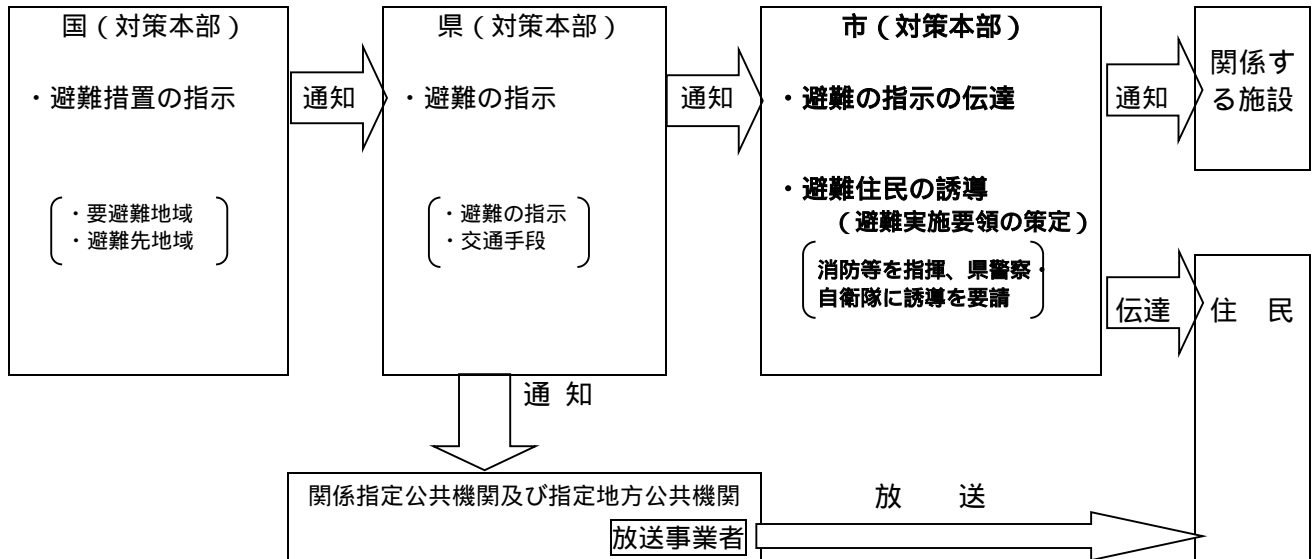 国（対策本部）
・避難措置の指示
・要避難地域
・避難先地域
通知
県（対策本部）
・避難の指示
・避難の指示
・交通手段
通知
市（対策本部）
・避難の指示の伝達
・避難住民の誘導
（避難実施要領の策定）
消防等を指揮、県警察・
自衛隊に誘導を要請
通知
関係す
る施設
伝達
住　民
通 知
関係指定公共機関及び指定地方公共機関
放送事業者
放　　送